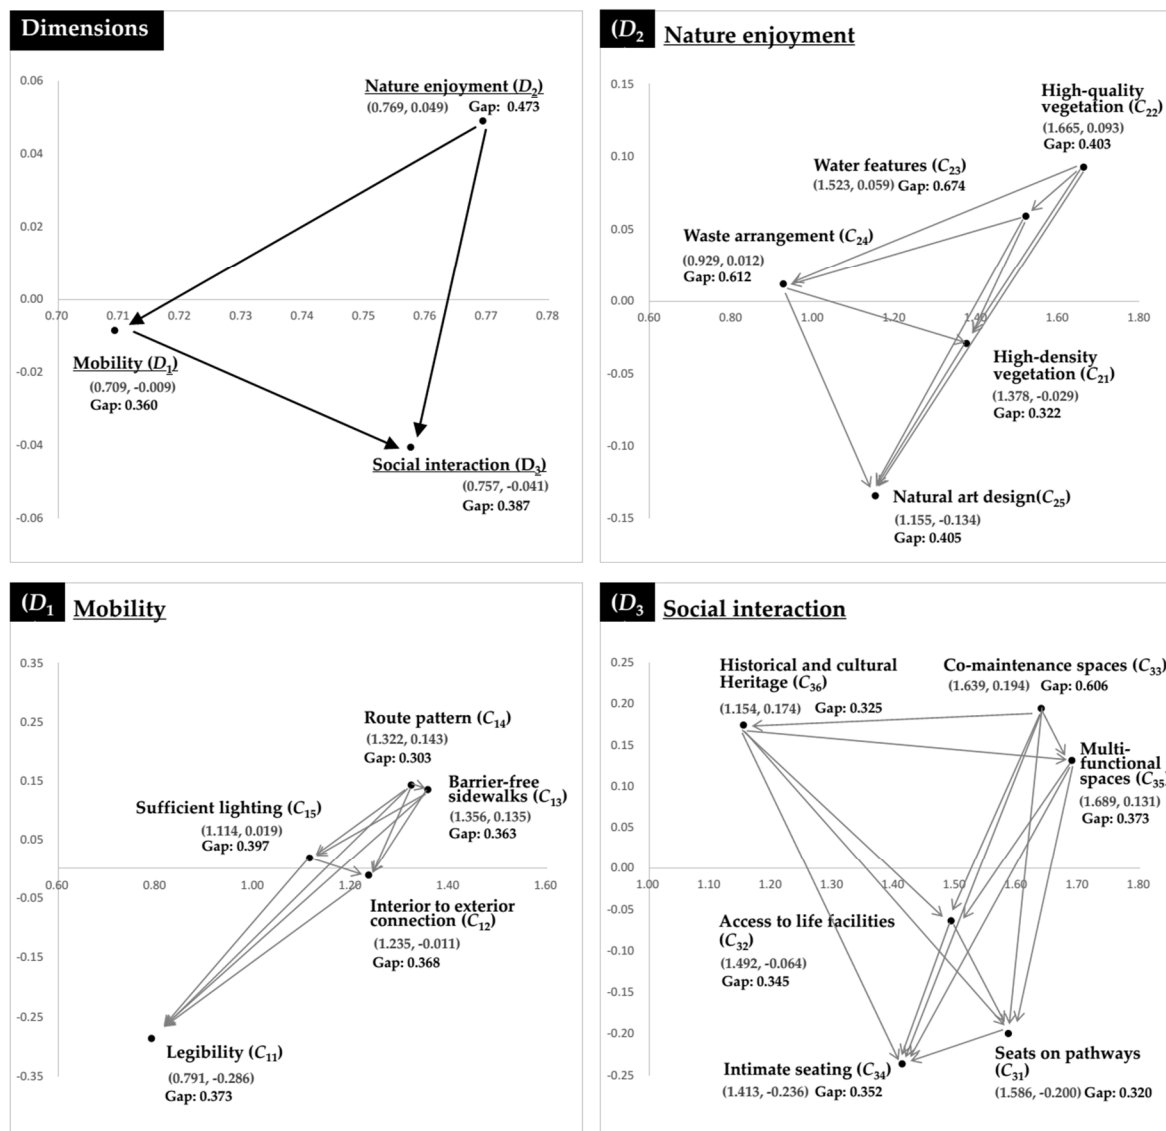 Dimensions
0.06
0.04
0.02
0.00
-0.02
-0.04
-0.06
0.70 0.71 0.72 0.73 0.74 0.75 0.76 0.77 0.78
Nature enjoyment (D2)
(0.769, 0.049) Gap: 0.473
Mobility (D1)
(0.709, -0.009)
Gap: 0.360
Social interaction (D3)
(0.757, -0.041)
Gap: 0.387
(D2 Nature enjoyment
0.15
0.10
0.05
0.00
-0.05
-0.10
-0.15
0.60 0.80 1.00 1.20 1.40 1.60 1.80
High-quality
vegetation (C22)
(1.665, 0.093)
Gap: 0.403
Water features (C23)
(1.523, 0.059) Gap: 0.674
Waste arrangement (C24)
(0.929, 0.012)
Gap: 0.612
High-density
vegetation (C21)
(1.378, -0.029)
Gap: 0.322
Natural art design(C25)
(1.155, -0.134)
Gap: 0.405
(D1 Mobility
0.35
0.25
0.15
0.05
-0.05
-0.15
-0.25
-0.35
0.60 0.80 1.00 1.20 1.40 1.60
Route pattern (C14)
(1.322, 0.143)
Gap: 0.303
Barrier-free
sidewalks (C13)
(1.356, 0.135)
Gap: 0.363
Sufficient lighting (C15)
(1.114, 0.019)
Gap: 0.397
Interior to exterior
connection (C12)
(1.235, -0.011)
Gap: 0.368
Legibility (C11)
(0.791, -0.286)
Gap: 0.373
(D3 Social interaction
0.25
0.20
0.15
0.10
0.05
0.00
-0.05
-0.10
-0.15
-0.20
-0.25
1.00 1.10 1.20 1.30 1.40 1.50 1.60 1.70 1.80
Historical and cultural
Heritage (C36)
(1.154, 0.174) Gap: 0.325
Co-maintenance spaces (C33)
(1.639, 0.194) Gap: 0.606
Multi-
functional
spaces (C35)
(1.689, 0.131)
Gap: 0.373
Access to life facilities
(C32)
(1.492, -0.064)
Gap: 0.345
Intimate seating (C34)
(1.413, -0.236) Gap: 0.352
Seats on pathways
(C31)
(1.586, -0.200) Gap: 0.320